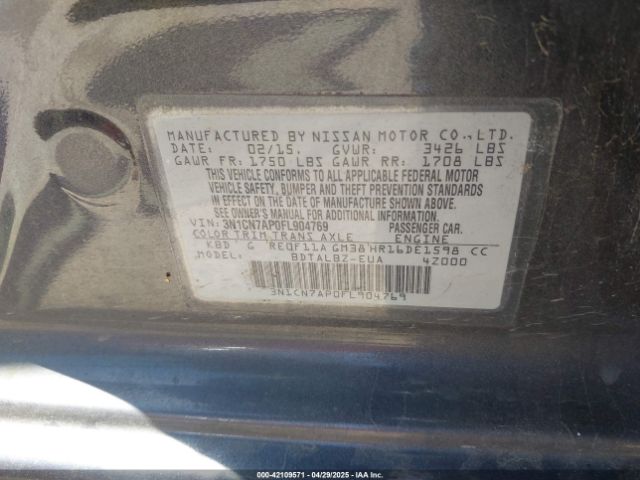 MANUFACTURED BY NISSAN MOTOR CO., LTD.
DATE: 02/15. GVWR: 3426 LBS
GAWR FR: 1750 LBS GAWR RR: 1708 LBS
THIS VEHICLE CONFORMS TO ALL APPLICABLE FEDERAL MOTOR
VEHICLE SAFETY, BUMPER AND THEFT PREVENTION STANDARDS
IN EFFECT ON THE DATE OF MANUFACTURE SHOWN ABOVE.
SEE OWNER'S MANUAL FOR ADDITIONAL INFORMATION.
VIN: 3N1CN7AP0FL904769 PASSENGER CAR.
COLOR TRIM TRANS AXLE ENGINE
KBD G RE0F11A GM38 HR16DE1598 CC
MODEL: BDTALBZ-EUA 4Z000
3N1CN7AP0FL904769
000-42109571 | 04/29/2025 | IAA Inc.